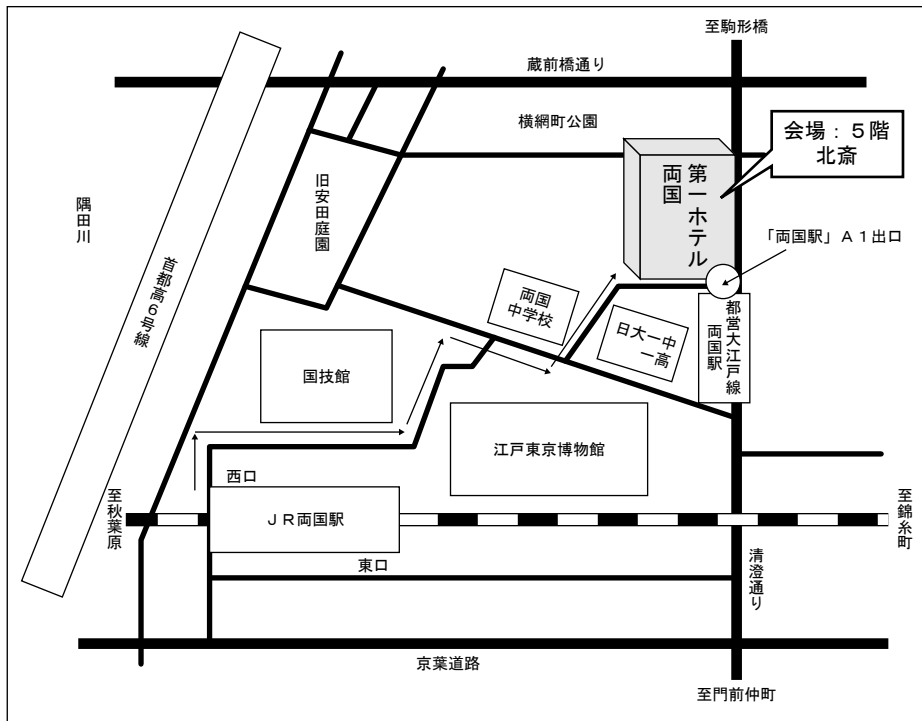 至駒形橋
蔵前橋通り
横網町公園
会場：５階
北斎
第一ホテル
両国
旧安田庭園
隅田川
「両国駅」Ａ１出口
首都高６号線
両国
中学校
日大一中
一高
都営大江戸線
両国駅
国技館
江戸東京博物館
西口
至秋葉原
ＪＲ両国駅
至錦糸町
東口
清澄通り
京葉道路
至門前仲町